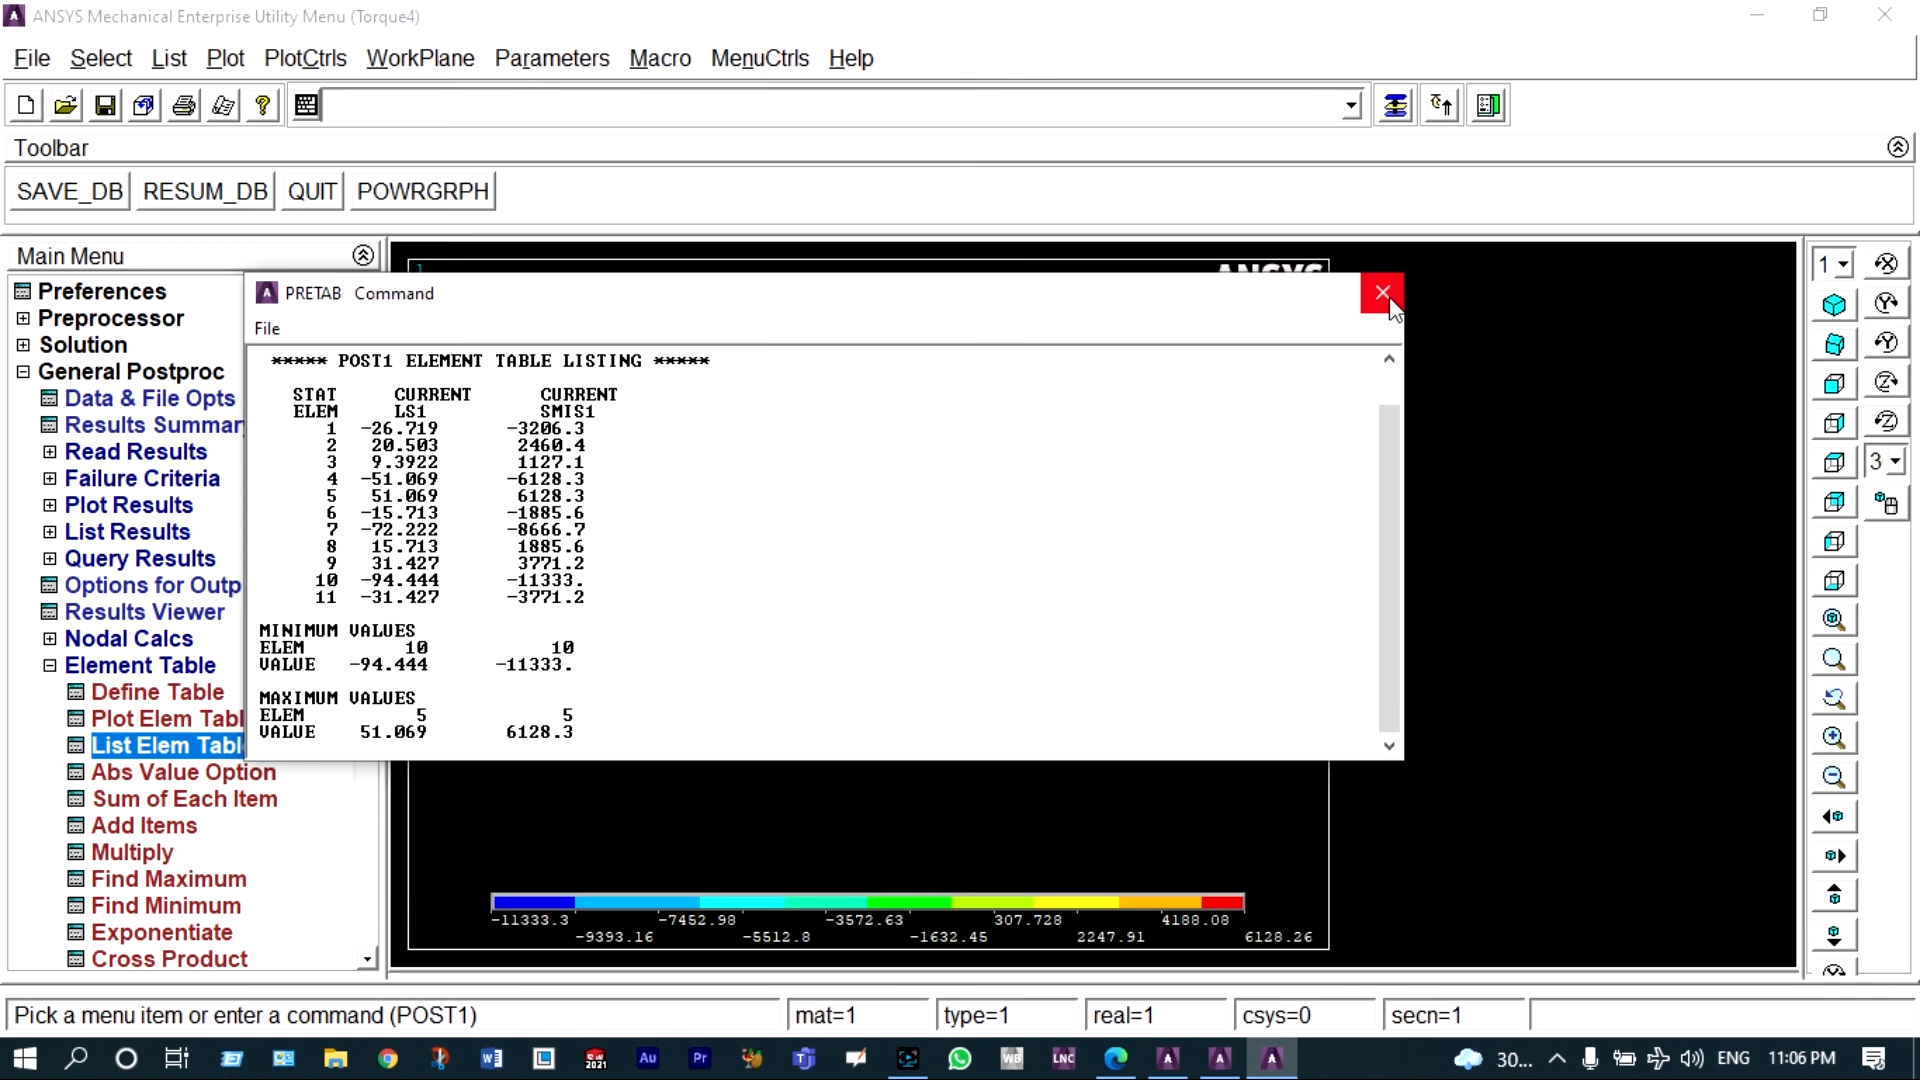 ANSYS Mechanical Enterprise Utility Menu (Torque4)
File Select List Plot PlotCtrls WorkPlane Parameters Macro MenuCtrls Help
Toolbar
SAVE_DB RESUM_DB QUIT POWRGRPH
Main Menu
Preferences
Preprocessor
Solution
General Postproc
Data & File Opts
Results Summar
Read Results
Failure Criteria
Plot Results
List Results
Query Results
Options for Outp
Results Viewer
Nodal Calcs
Element Table
Define Table
Plot Elem Tabl
List Elem Tabl
Abs Value Option
Sum of Each Item
Add Items
Multiply
Find Maximum
Find Minimum
Exponentiate
Cross Product
1
ANSYS
PRETAB Command
File
***** POST1 ELEMENT TABLE LISTING *****
STAT CURRENT CURRENT
ELEM LS1 SMIS1
1 -26.719 -3206.3
2 20.503 2460.4
3 9.3922 1127.1
4 -51.069 -6128.3
5 51.069 6128.3
6 -15.713 -1885.6
7 -72.222 -8666.7
8 15.713 1885.6
9 31.427 3771.2
10 -94.444 -11333.
11 -31.427 -3771.2
MINIMUM VALUES
ELEM 10 10
VALUE -94.444 -11333.
MAXIMUM VALUES
ELEM 5 5
VALUE 51.069 6128.3
-11333.3 -7452.98 -3572.63 307.728 4188.08
-9393.16 -5512.8 -1632.45 2247.91 6128.26
1
3
Pick a menu item or enter a command (POST1) mat=1 type=1 real=1 csys=0 secn=1
30... ENG 11:06 PM